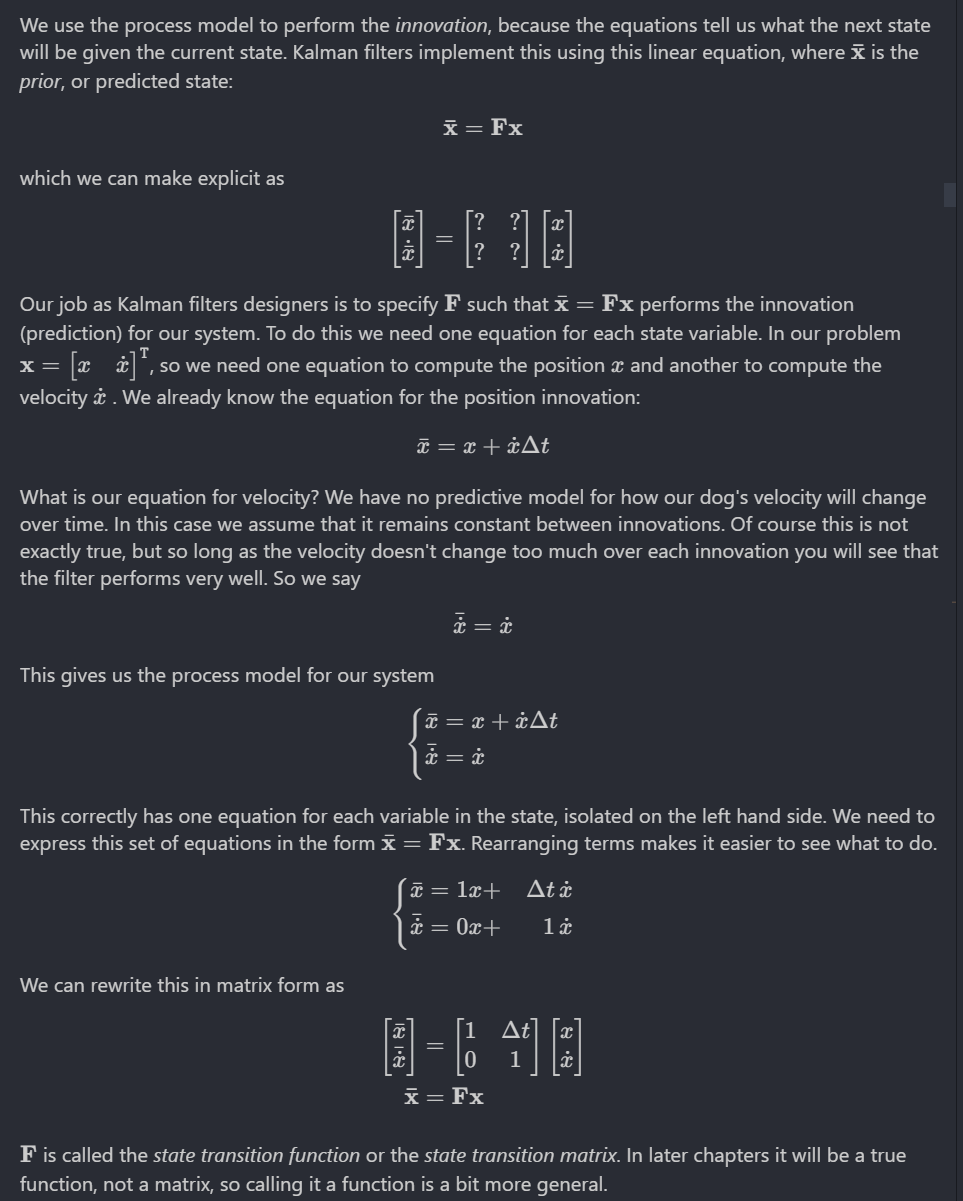 We use the process model to perform the innovation, because the equations tell us what the next state
will be given the current state. Kalman filters implement this using this linear equation, where x̄ is the
prior, or predicted state:
x̄ = Fx
which we can make explicit as
[x̄; ẋ̄] = [? ?; ? ?] [x; ẋ]
Our job as Kalman filters designers is to specify F such that x̄ = Fx performs the innovation
(prediction) for our system. To do this we need one equation for each state variable. In our problem
x = [x ẋ]ᵀ, so we need one equation to compute the position x and another to compute the
velocity ẋ . We already know the equation for the position innovation:
x̄ = x + ẋΔt
What is our equation for velocity? We have no predictive model for how our dog's velocity will change
over time. In this case we assume that it remains constant between innovations. Of course this is not
exactly true, but so long as the velocity doesn't change too much over each innovation you will see that
the filter performs very well. So we say
ẋ̄ = ẋ
This gives us the process model for our system
{ x̄ = x + ẋΔt
ẋ̄ = ẋ
This correctly has one equation for each variable in the state, isolated on the left hand side. We need to
express this set of equations in the form x̄ = Fx. Rearranging terms makes it easier to see what to do.
{ x̄ = 1x+ Δt ẋ
ẋ̄ = 0x+ 1 ẋ
We can rewrite this in matrix form as
[x̄; ẋ̄] = [1 Δt; 0 1] [x; ẋ]
x̄ = Fx
F is called the state transition function or the state transition matrix. In later chapters it will be a true
function, not a matrix, so calling it a function is a bit more general.